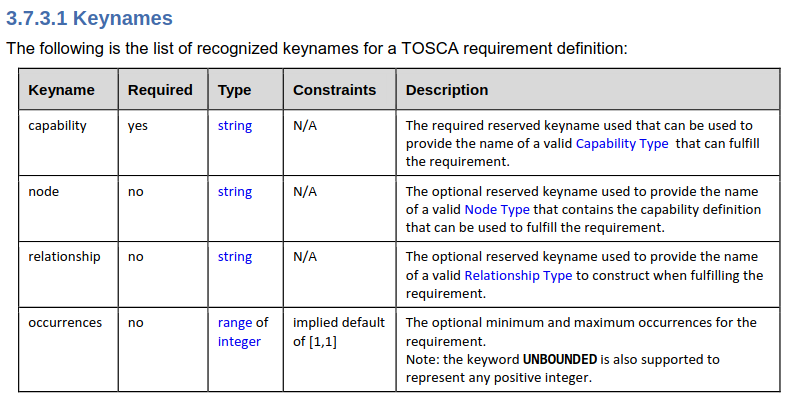 3.7.3.1 Keynames
The following is the list of recognized keynames for a TOSCA requirement definition:
Keyname Required Type Constraints Description
capability yes string N/A The required reserved keyname used that can be used to
provide the name of a valid Capability Type that can fulfill
the requirement.
node no string N/A The optional reserved keyname used to provide the name
of a valid Node Type that contains the capability definition
that can be used to fulfill the requirement.
relationship no string N/A The optional reserved keyname used to provide the name
of a valid Relationship Type to construct when fulfilling the
requirement.
occurrences no range of implied default The optional minimum and maximum occurrences for the
integer of [1,1] requirement.
Note: the keyword UNBOUNDED is also supported to
represent any positive integer.